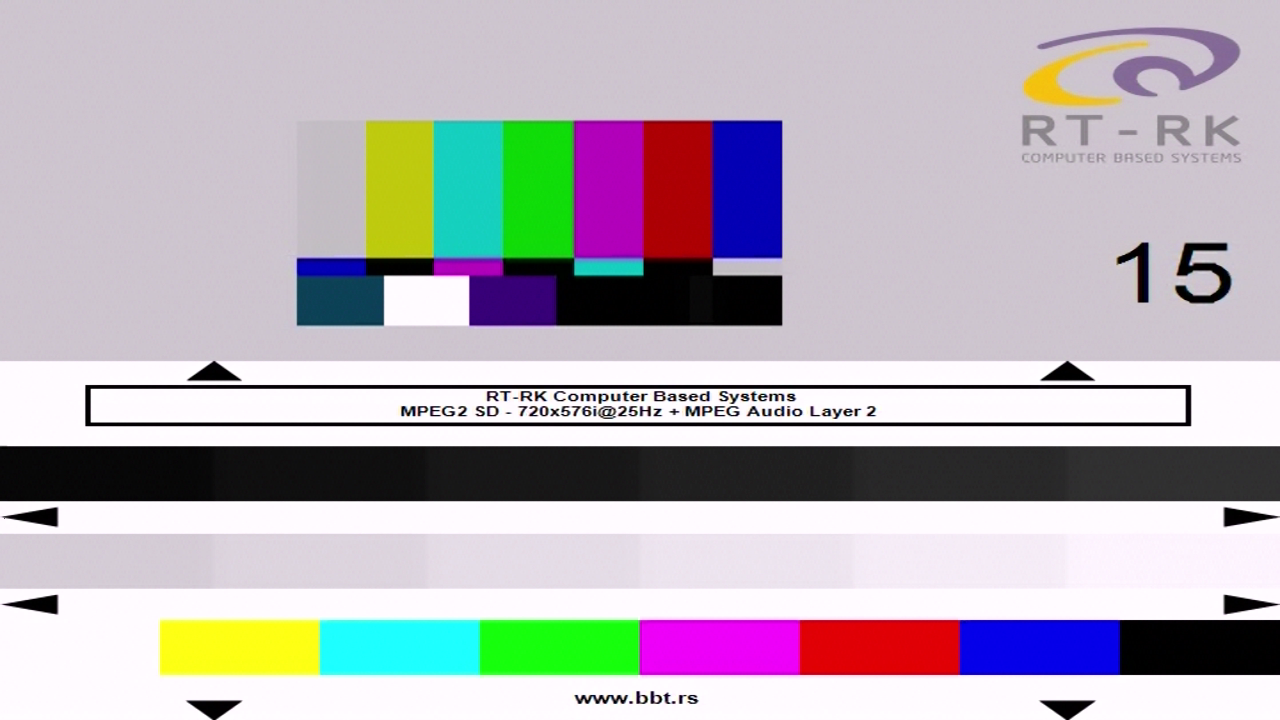 RT-RK
COMPUTER BASED SYSTEMS
15
RT-RK Computer Based Systems
MPEG2 SD - 720x576i@25Hz + MPEG Audio Layer 2
www.bbt.rs